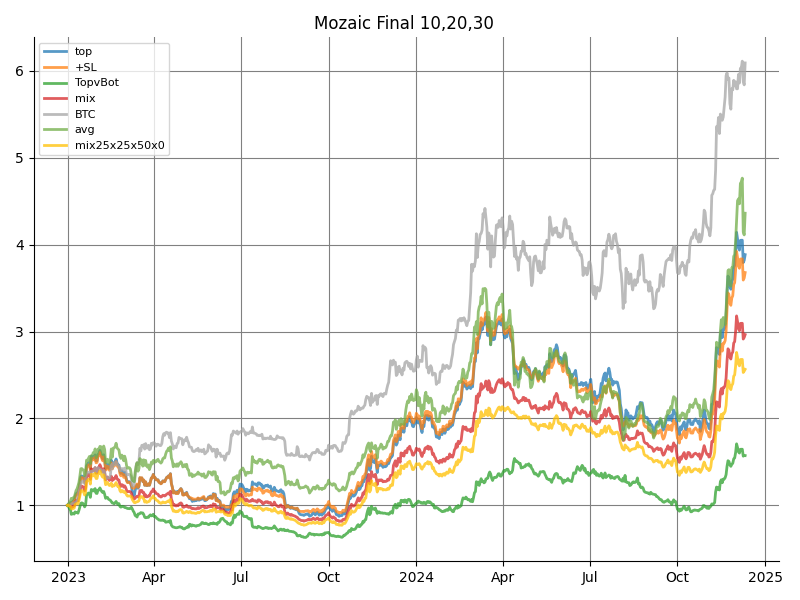 Mozaic Final 10,20,30
top
+SL
TopvBot
mix
BTC
avg
mix25x25x50x0
6
5
4
3
2
1
2023 Apr Jul Oct 2024 Apr Jul Oct 2025